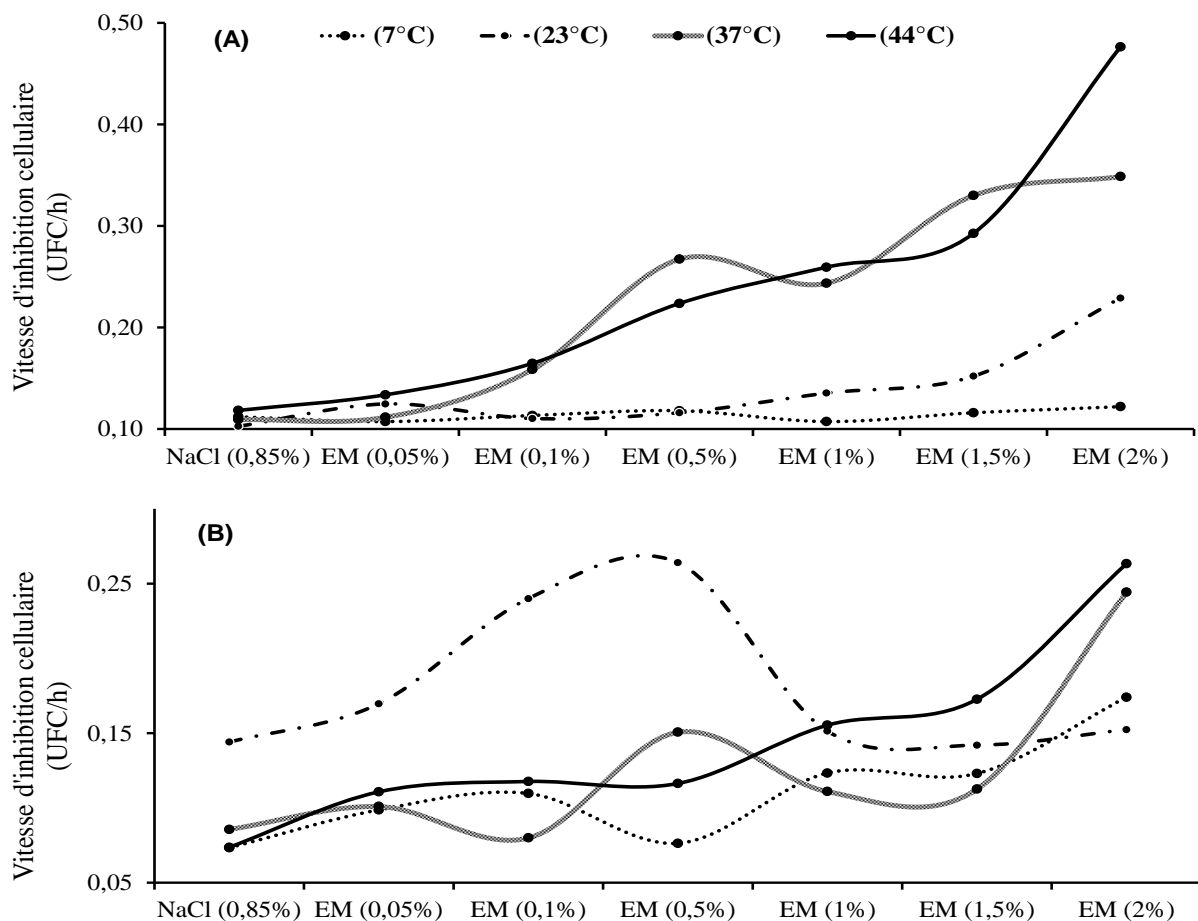 (A) (7°C) (23°C) (37°C) (44°C)
Vitesse d'inhibition cellulaire
(UFC/h)
0,50
0,40
0,30
0,20
0,10
NaCl (0,85%) EM (0,05%) EM (0,1%) EM (0,5%) EM (1%) EM (1,5%) EM (2%)
(B)
Vitesse d'inhibition cellulaire
(UFC/h)
0,25
0,15
0,05
NaCl (0,85%) EM (0,05%) EM (0,1%) EM (0,5%) EM (1%) EM (1,5%) EM (2%)